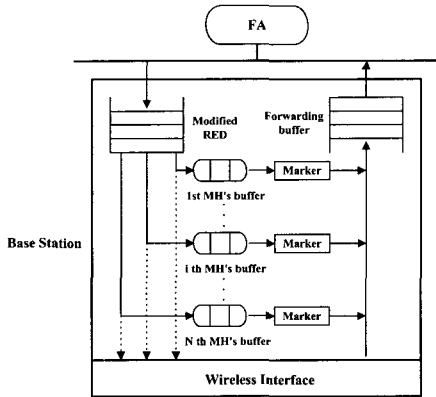 FA
Modified
RED
Forwarding
buffer
Marker
1st MH's buffer
Base Station
Marker
i th MH's buffer
Marker
N th MH's buffer
Wireless Interface